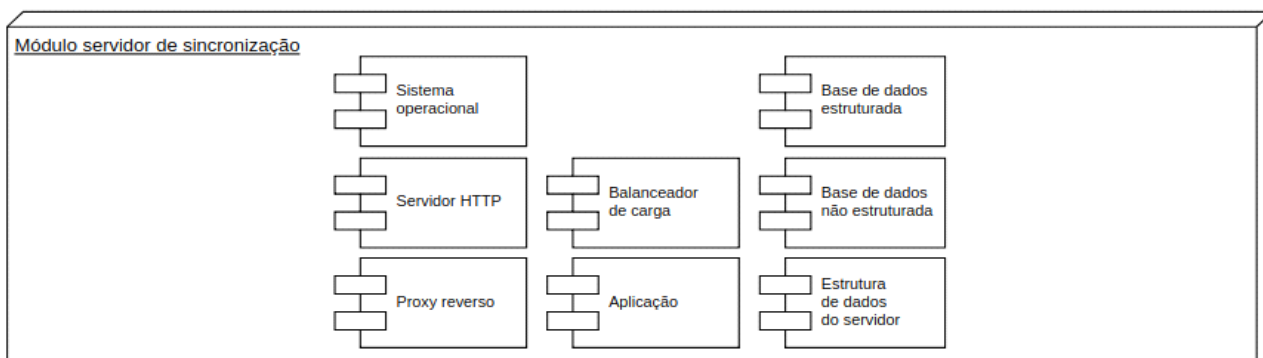 Módulo servidor de sincronização
Sistema
operacional
Base de dados
estruturada
Servidor HTTP
Balanceador
de carga
Base de dados
não estruturada
Proxy reverso
Aplicação
Estrutura
de dados
do servidor